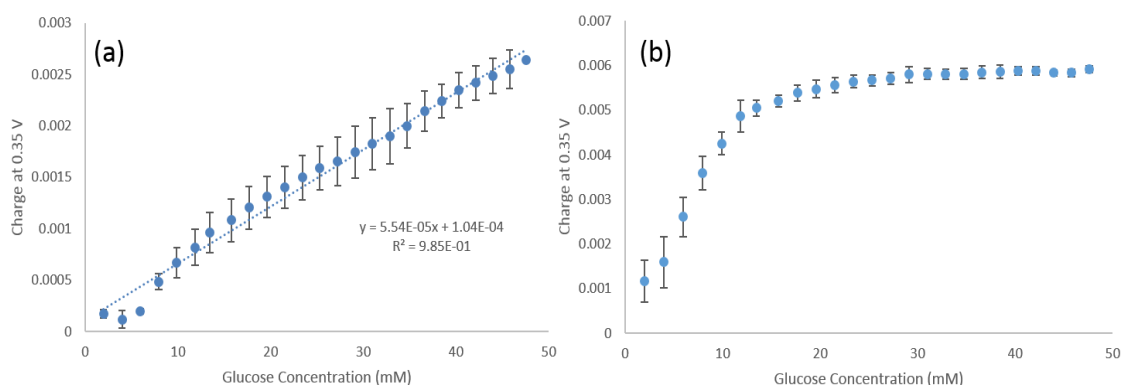 (a)
Charge at 0.35 V
0.003
0.0025
0.002
0.0015
0.001
0.0005
0
y = 5.54E-05x + 1.04E-04
R² = 9.85E-01
0 10 20 30 40 50
Glucose Concentration (mM)
(b)
Charge at 0.35 V
0.007
0.006
0.005
0.004
0.003
0.002
0.001
0
0 10 20 30 40 50
Glucose Concentration (mM)